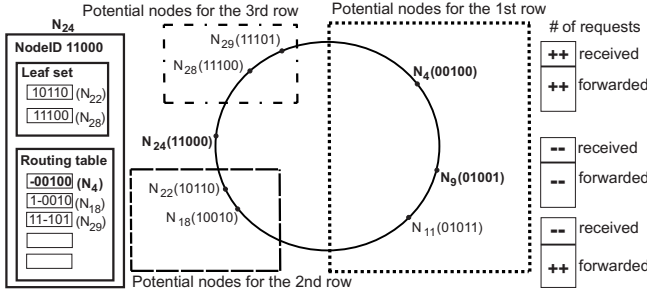 N24
NodeID 11000
Leaf set
10110 (N22)
11100 (N28)
Routing table
-00100 (N4)
1-0010 (N18)
11-101 (N29)
Potential nodes for the 3rd row
N29(11101)
N28(11100)
N24(11000)
N22(10110)
N18(10010)
Potential nodes for the 2nd row
Potential nodes for the 1st row
N4(00100)
N9(01001)
N11(01011)
# of requests
++ received
++ forwarded
-- received
-- forwarded
-- received
++ forwarded